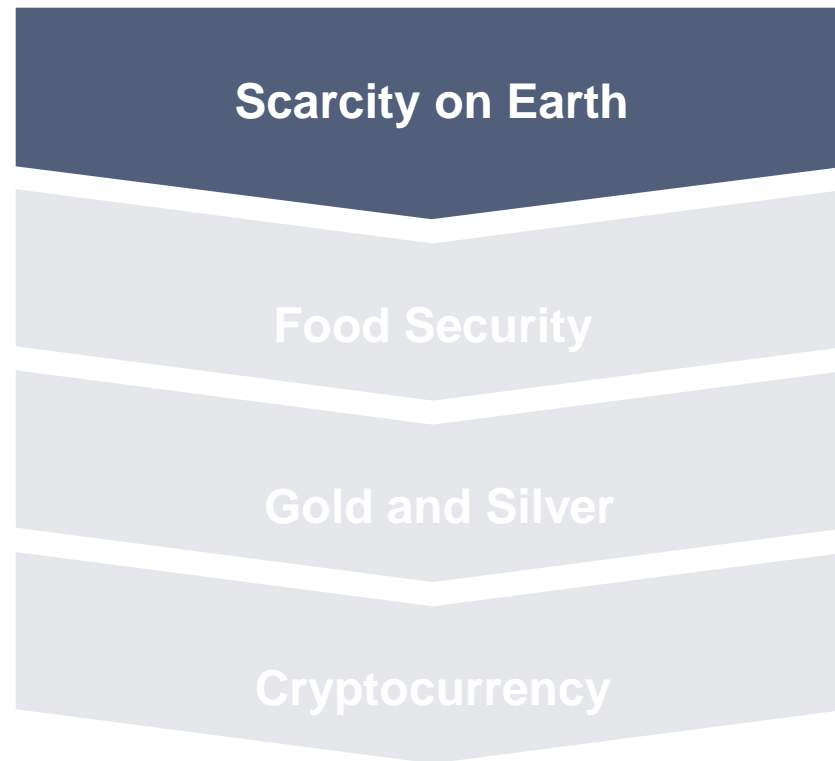 Scarcity on Earth
Food Security
Gold and Silver
Cryptocurrency